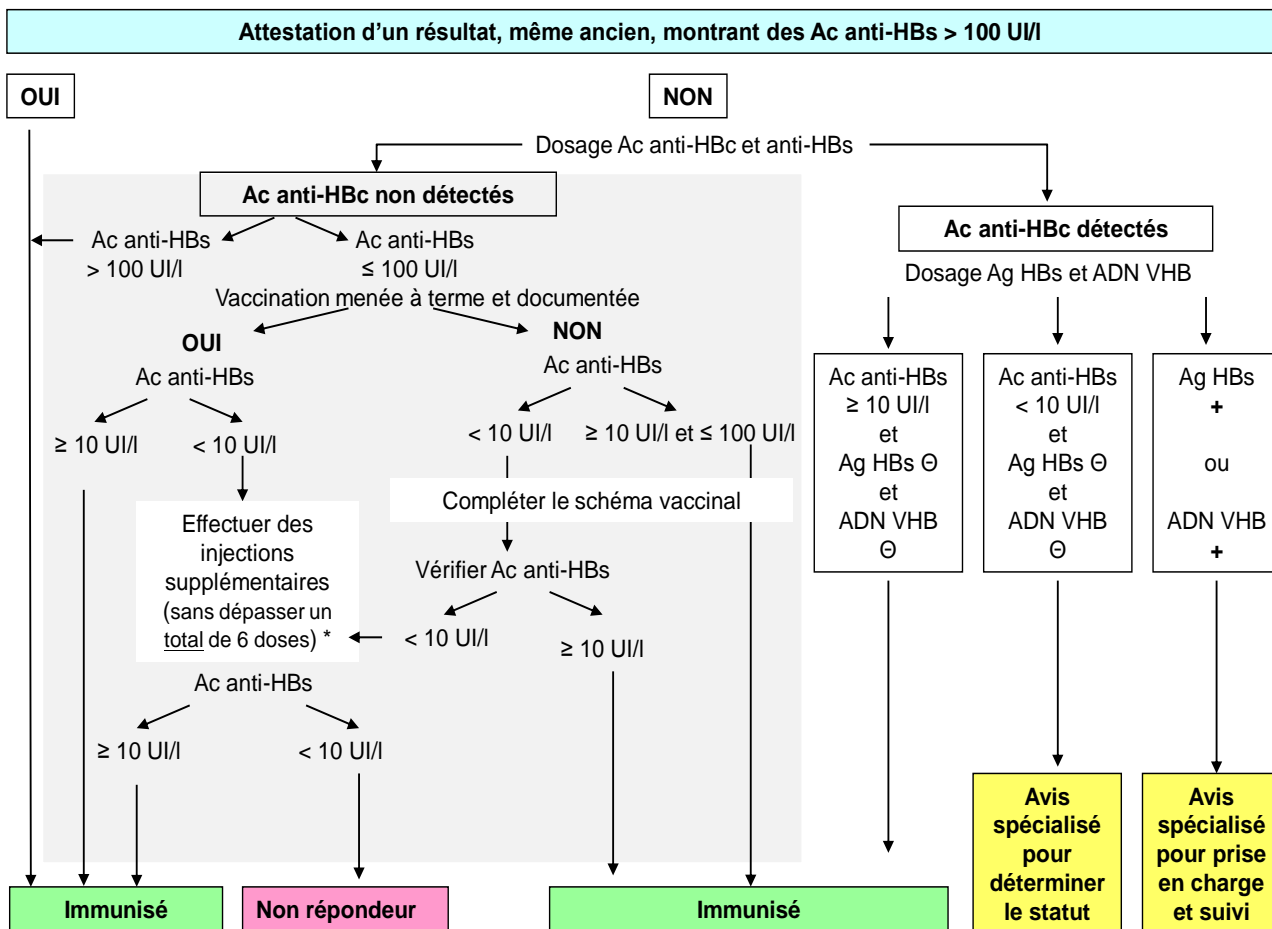 Attestation d’un résultat, même ancien, montrant des Ac anti-HBs > 100 UI/l
OUI
NON
Dosage Ac anti-HBc et anti-HBs
Ac anti-HBc non détectés
Ac anti-HBs
> 100 UI/l
Ac anti-HBs
≤ 100 UI/l
Vaccination menée à terme et documentée
OUI
Ac anti-HBs
≥ 10 UI/l
< 10 UI/l
Effectuer des
injections
supplémentaires
(sans dépasser un
total de 6 doses) *
Ac anti-HBs
≥ 10 UI/l
< 10 UI/l
NON
Ac anti-HBs
< 10 UI/l
≥ 10 UI/l et ≤ 100 UI/l
Compléter le schéma vaccinal
Vérifier Ac anti-HBs
< 10 UI/l
≥ 10 UI/l
Ac anti-HBc détectés
Dosage Ag HBs et ADN VHB
Ac anti-HBs
≥ 10 UI/l
et
Ag HBs Θ
et
ADN VHB
Θ
Ac anti-HBs
< 10 UI/l
et
Ag HBs Θ
et
ADN VHB
Θ
Ag HBs
+
ou
ADN VHB
+
Immunisé
Non répondeur
Immunisé
Avis
spécialisé
pour
déterminer
le statut
Avis
spécialisé
pour prise
en charge
et suivi